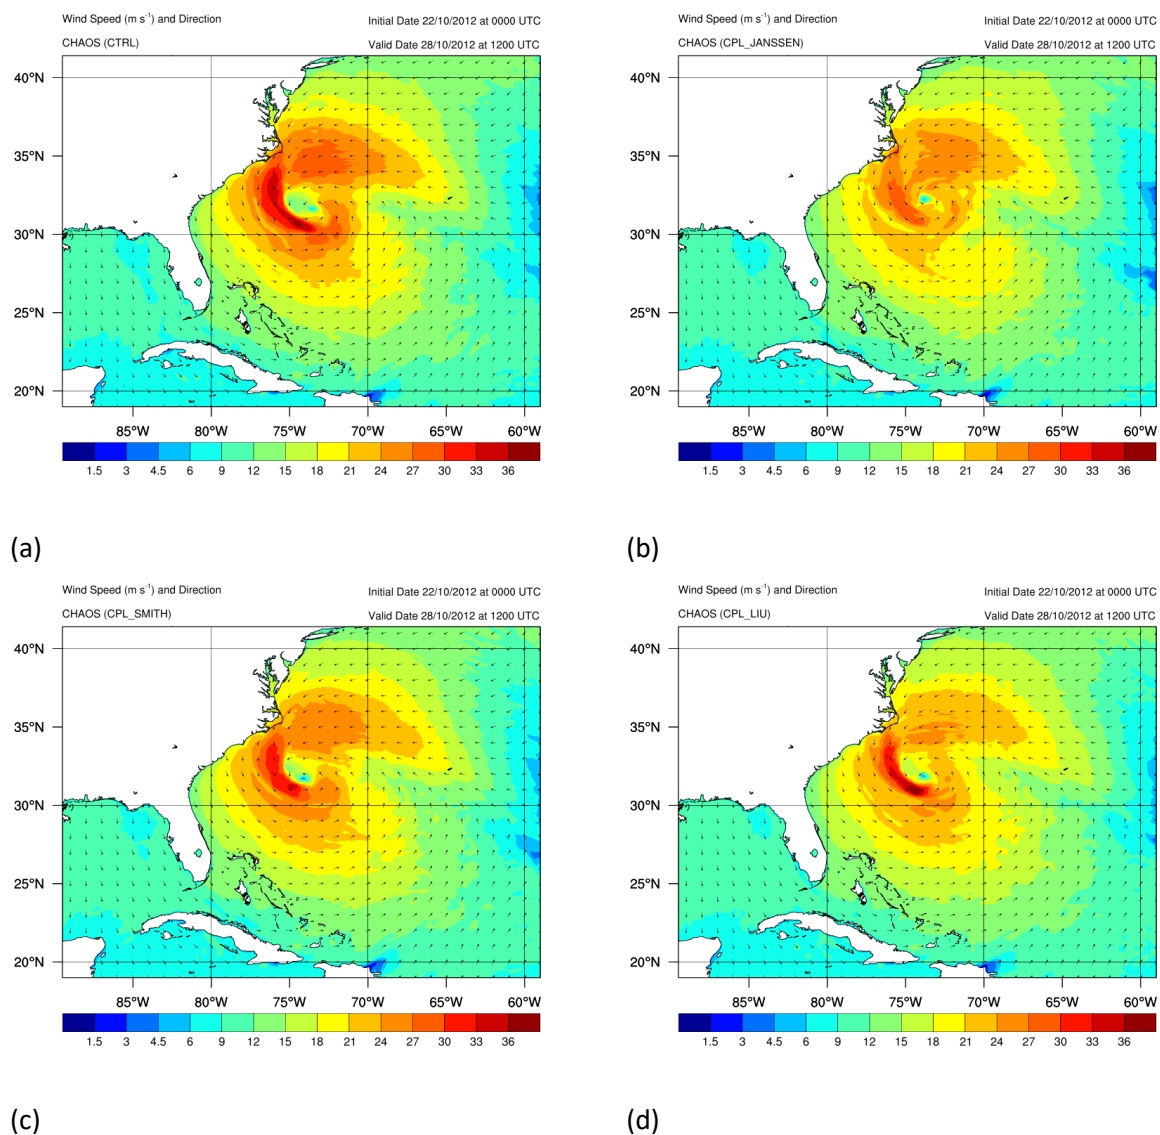 Wind Speed (m s⁻¹) and Direction Initial Date 22/10/2012 at 0000 UTC
CHAOS (CTRL) Valid Date 28/10/2012 at 1200 UTC
40°N
35°N
30°N
25°N
20°N
85°W 80°W 75°W 70°W 65°W 60°W
1.5 3 4.5 6 9 12 15 18 21 24 27 30 33 36
(a)
Wind Speed (m s⁻¹) and Direction Initial Date 22/10/2012 at 0000 UTC
CHAOS (CPL_JANSSEN) Valid Date 28/10/2012 at 1200 UTC
40°N
35°N
30°N
25°N
20°N
85°W 80°W 75°W 70°W 65°W 60°W
1.5 3 4.5 6 9 12 15 18 21 24 27 30 33 36
(b)
Wind Speed (m s⁻¹) and Direction Initial Date 22/10/2012 at 0000 UTC
CHAOS (CPL_SMITH) Valid Date 28/10/2012 at 1200 UTC
40°N
35°N
30°N
25°N
20°N
85°W 80°W 75°W 70°W 65°W 60°W
1.5 3 4.5 6 9 12 15 18 21 24 27 30 33 36
(c)
Wind Speed (m s⁻¹) and Direction Initial Date 22/10/2012 at 0000 UTC
CHAOS (CPL_LIU) Valid Date 28/10/2012 at 1200 UTC
40°N
35°N
30°N
25°N
20°N
85°W 80°W 75°W 70°W 65°W 60°W
1.5 3 4.5 6 9 12 15 18 21 24 27 30 33 36
(d)